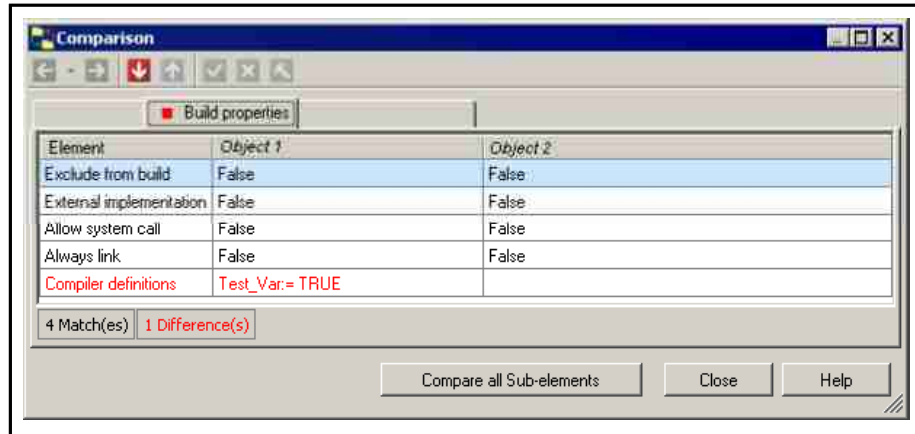 Comparison
Build properties
Element Object 1 Object 2
Exclude from build False False
External implementation False False
Allow system call False False
Always link False False
Compiler definitions Test_Var:= TRUE
4 Match(es) 1 Difference(s)
Compare all Sub-elements Close Help